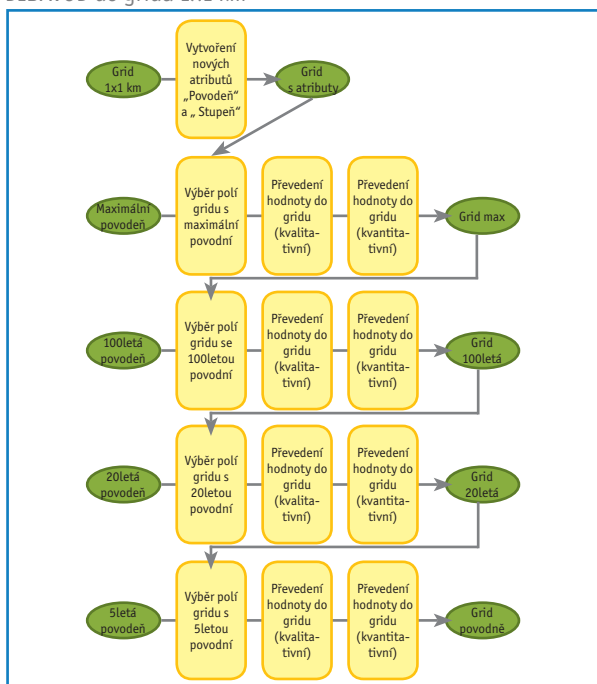 Grid
1x1 km
Vytvoření
nových
atributů
„Povodeň“
a „ Stupeň“
Grid
s atributy
Maximální
povodeň
Výběr polí
gridu s
maximální
povodní
Převedení
hodnoty do
gridu
(kvalita-
tivní)
Převedení
hodnoty do
gridu
(kvantita-
tivní)
Grid max
100letá
povodeň
Výběr polí
gridu se
100letou
povodní
Převedení
hodnoty do
gridu
(kvalita-
tivní)
Převedení
hodnoty do
gridu
(kvantita-
tivní)
Grid
100letá
20letá
povodeň
Výběr polí
gridu s
20letou
povodní
Převedení
hodnoty do
gridu
(kvalita-
tivní)
Převedení
hodnoty do
gridu
(kvantita-
tivní)
Grid
20letá
5letá
povodeň
Výběr polí
gridu s
5letou
povodní
Převedení
hodnoty do
gridu
(kvalita-
tivní)
Převedení
hodnoty do
gridu
(kvantita-
tivní)
Grid
povodně